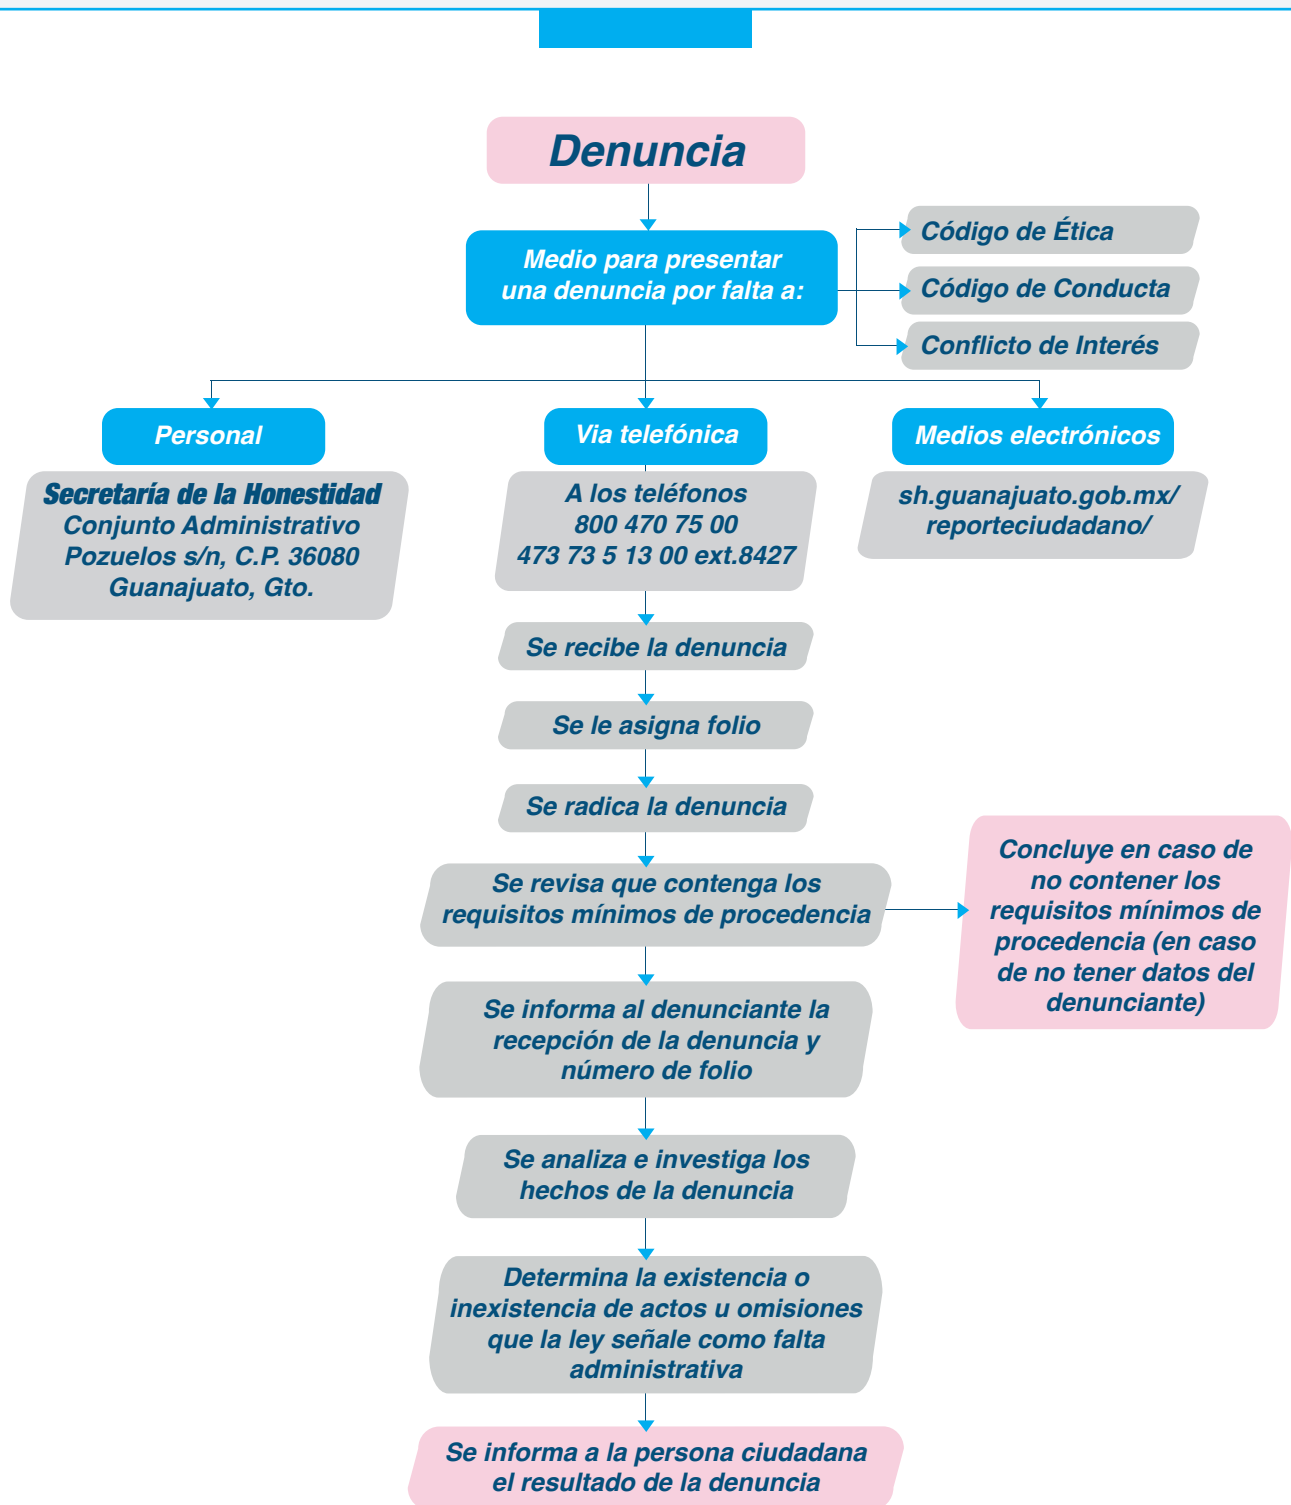 Denuncia
Medio para presentar
una denuncia por falta a:
Código de Ética
Código de Conducta
Conflicto de Interés
Personal
Secretaría de la Honestidad
Conjunto Administrativo
Pozuelos s/n, C.P. 36080
Guanajuato, Gto.
Via telefónica
A los teléfonos
800 470 75 00
473 73 5 13 00 ext.8427
Medios electrónicos
sh.guanajuato.gob.mx/
reporteciudadano/
Se recibe la denuncia
Se le asigna folio
Se radica la denuncia
Se revisa que contenga los
requisitos mínimos de procedencia
Concluye en caso de
no contener los
requisitos mínimos de
procedencia (en caso
de no tener datos del
denunciante)
Se informa al denunciante la
recepción de la denuncia y
número de folio
Se analiza e investiga los
hechos de la denuncia
Determina la existencia o
inexistencia de actos u omisiones
que la ley señale como falta
administrativa
Se informa a la persona ciudadana
el resultado de la denuncia